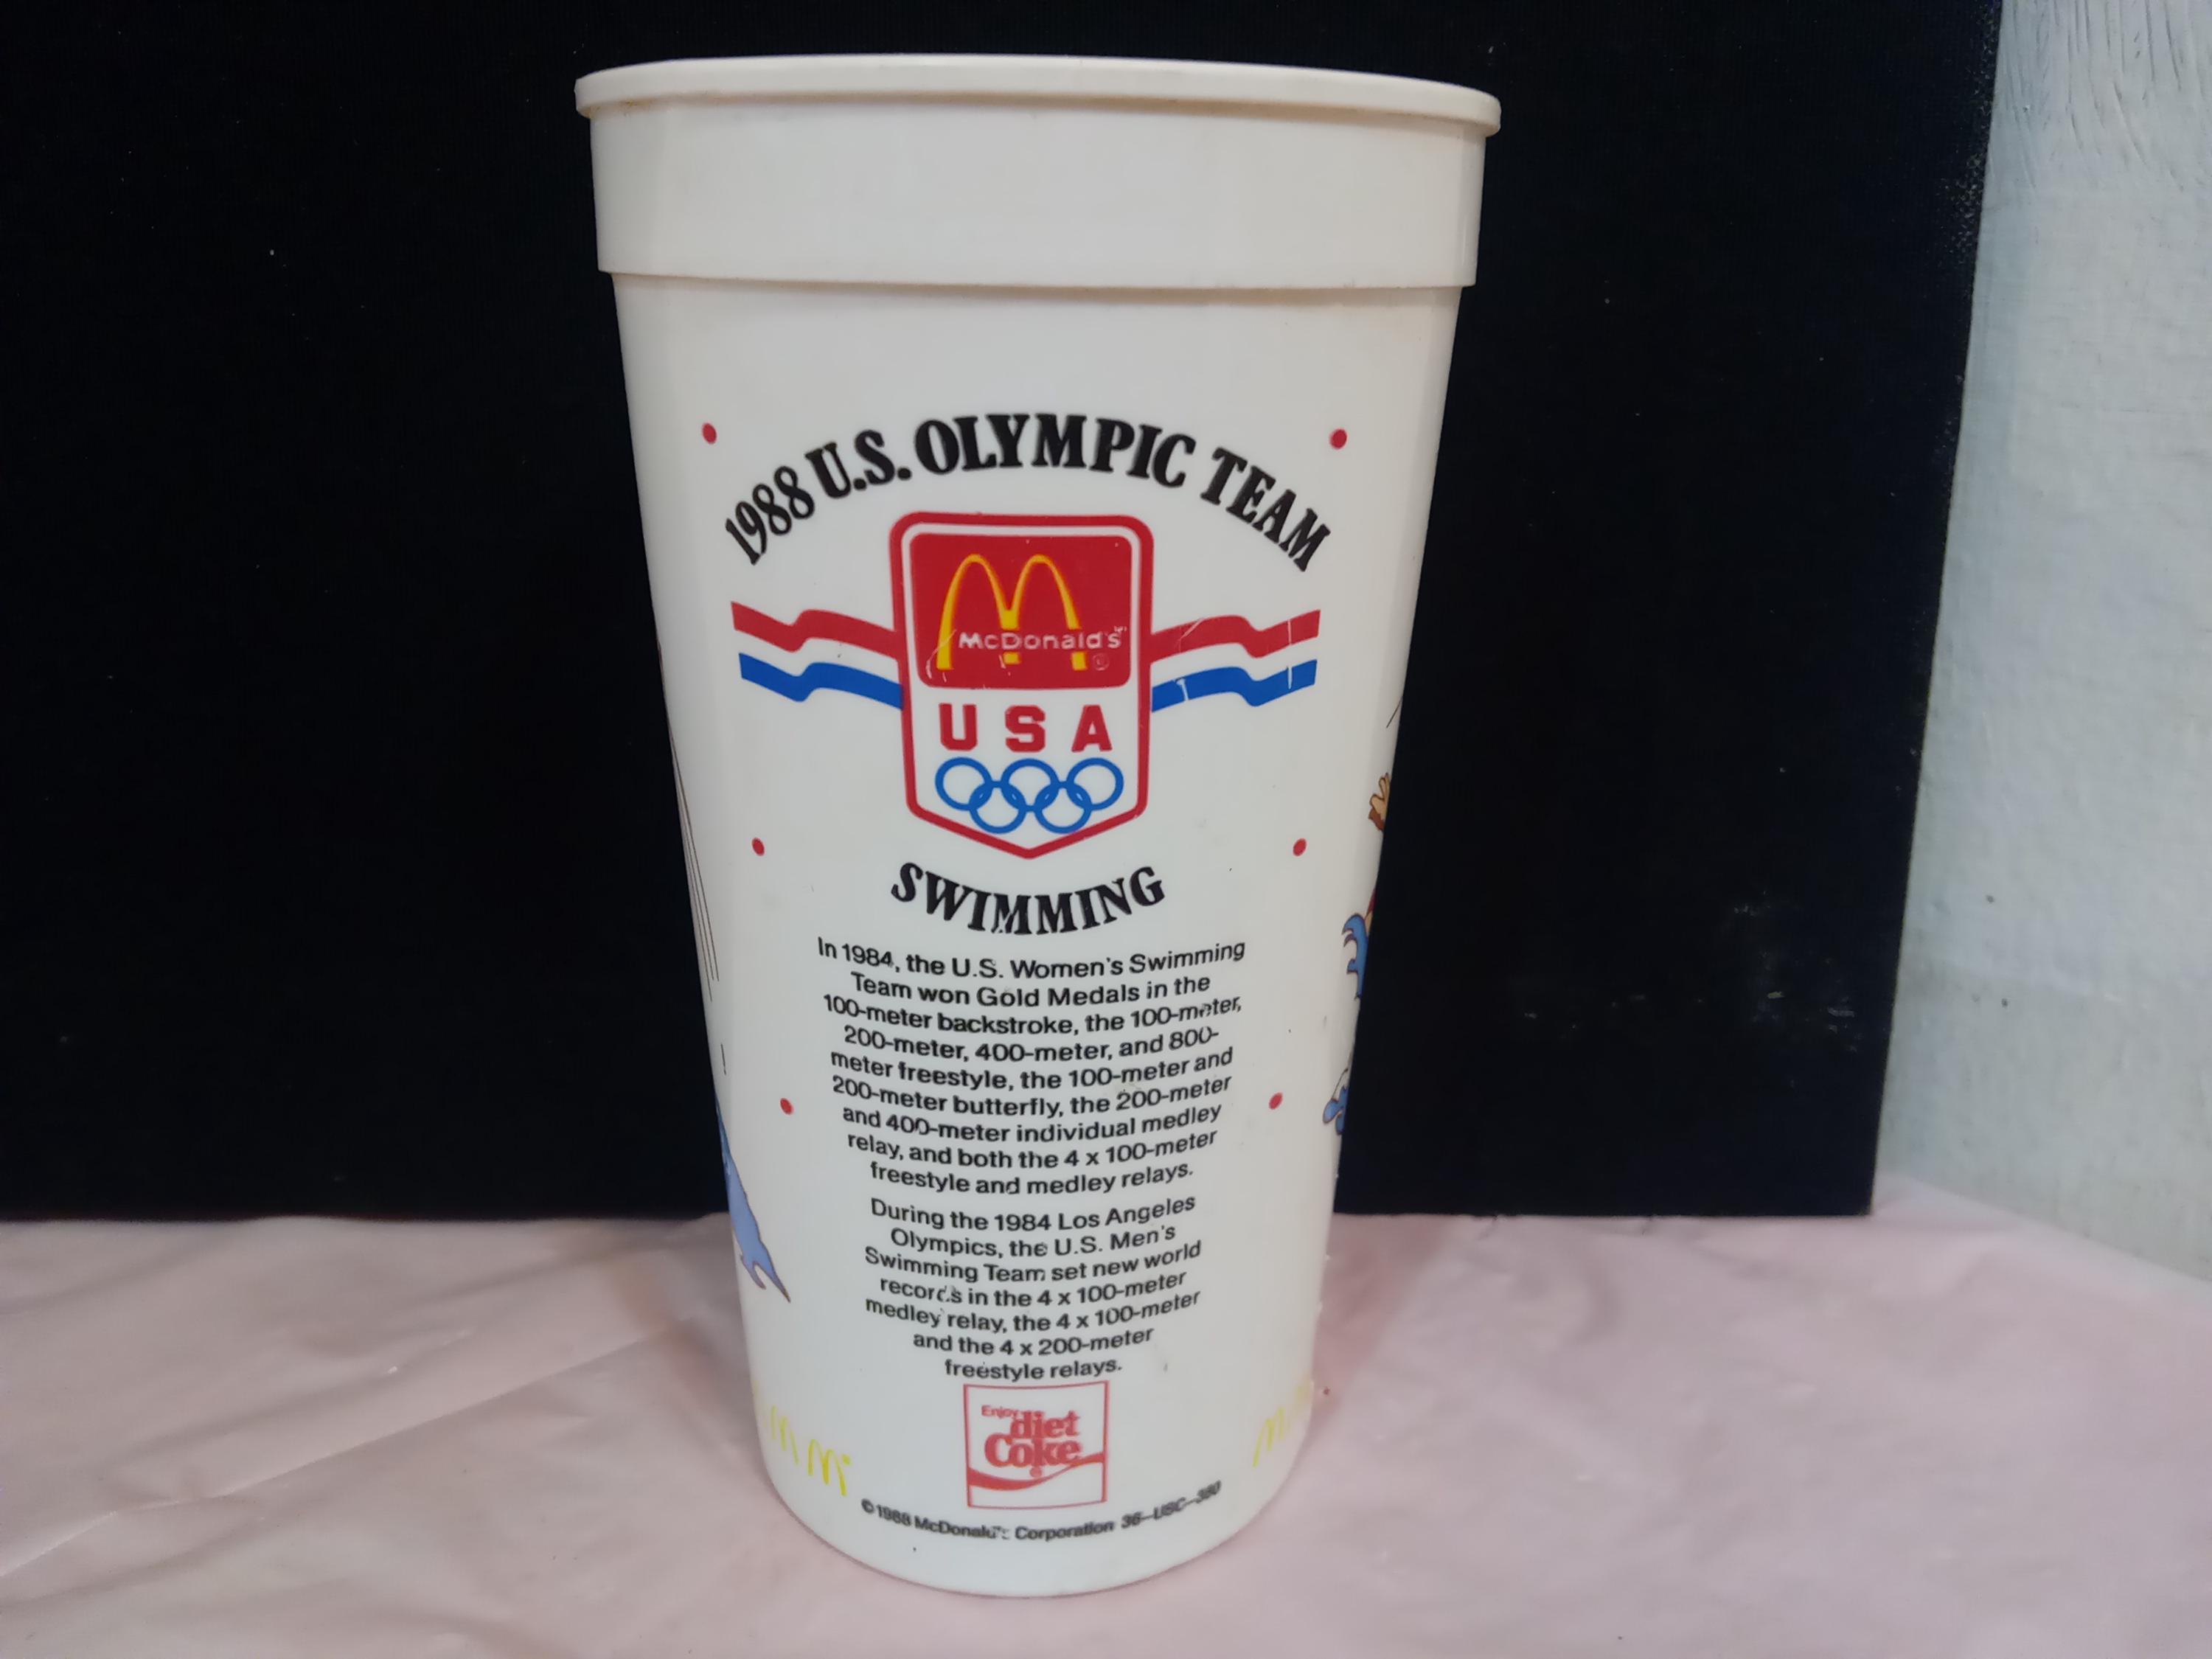 1988 U.S. OLYMPIC TEAM
McDonald's
USA
SWIMMING
In 1984, the U.S. Women's Swimming
Team won Gold Medals in the
100-meter backstroke, the 100-meter,
200-meter, 400-meter, and 800-
meter freestyle, the 100-meter and
200-meter butterfly, the 200-meter
and 400-meter individual medley
relay, and both the 4 x 100-meter
freestyle and medley relays.
During the 1984 Los Angeles
Olympics, the U.S. Men's
Swimming Team set new world
records in the 4 x 100-meter
medley relay, the 4 x 100-meter
and the 4 x 200-meter
freestyle relays.
Enjoy
diet
Coke
© 1988 McDonald's Corporation 36-USC-380